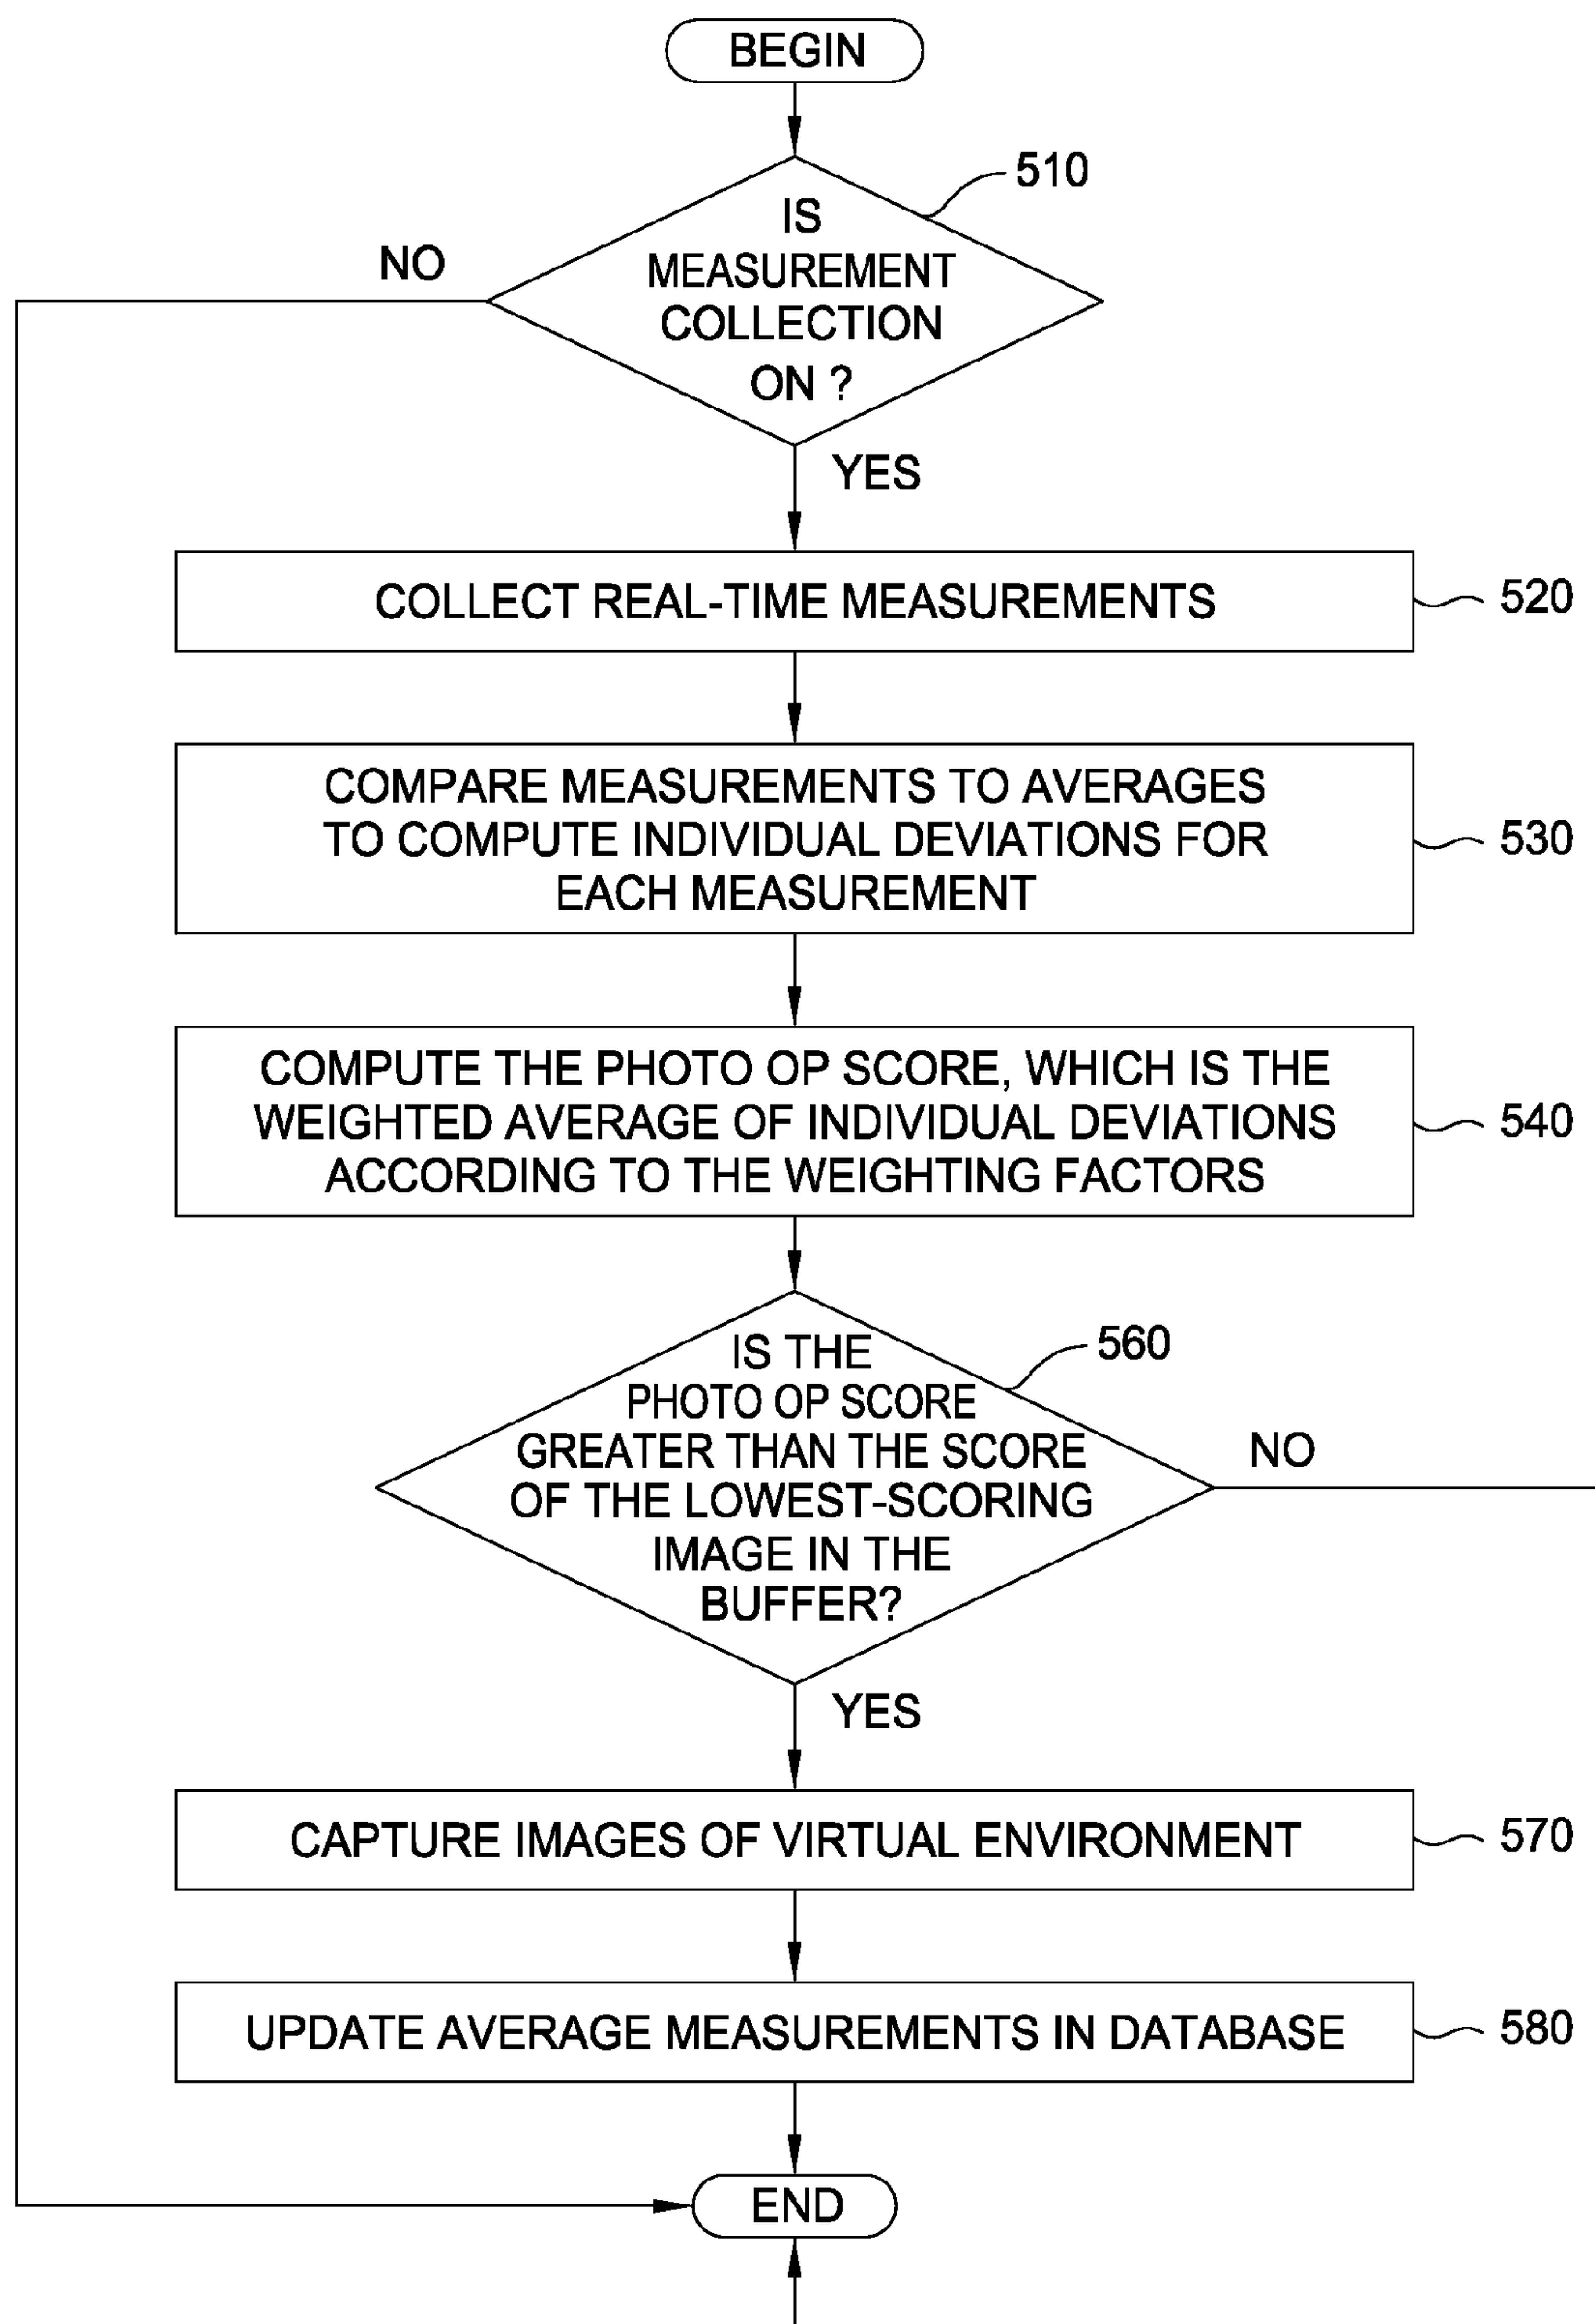 BEGIN
510
IS
MEASUREMENT
COLLECTION
ON ?
NO
YES
COLLECT REAL-TIME MEASUREMENTS
520
COMPARE MEASUREMENTS TO AVERAGES
TO COMPUTE INDIVIDUAL DEVIATIONS FOR
EACH MEASUREMENT
530
COMPUTE THE PHOTO OP SCORE, WHICH IS THE
WEIGHTED AVERAGE OF INDIVIDUAL DEVIATIONS
ACCORDING TO THE WEIGHTING FACTORS
540
560
IS THE
PHOTO OP SCORE
GREATER THAN THE SCORE
OF THE LOWEST-SCORING
IMAGE IN THE
BUFFER?
NO
YES
CAPTURE IMAGES OF VIRTUAL ENVIRONMENT
570
UPDATE AVERAGE MEASUREMENTS IN DATABASE
580
END